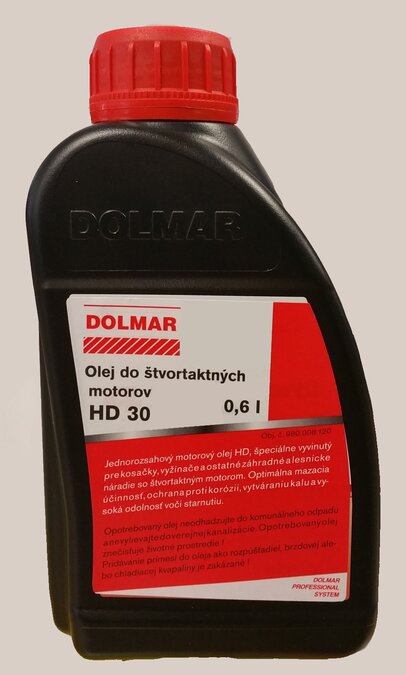 DOLMAR
DOLMAR
Olej do štvortaktných
motorov
HD 30
0,6 l
Obj. č. 980.008.120
Jednorozsahový motorový olej HD, špeciálne vyvinutý
pre kosačky, vyžínače a ostatné záhradné a lesnícke
náradie so štvortaktným motorom. Optimálna mazacia
účinnosť, ochrana proti korózii, vytváraniu kalu a vy-
soká odolnosť voči starnutiu.
Opotrebovaný olej neodhadzujte do komunálneho odpadu
a nevylievajte do verejnej kanalizácie. Opotrebovaný olej
znečisťuje životné prostredie !
Pridávanie prímesí do oleja ako rozpušťadiel, brzdovej ale-
bo chladiacej kvapaliny je zakázané !
DOLMAR
PROFESSIONAL
SYSTEM